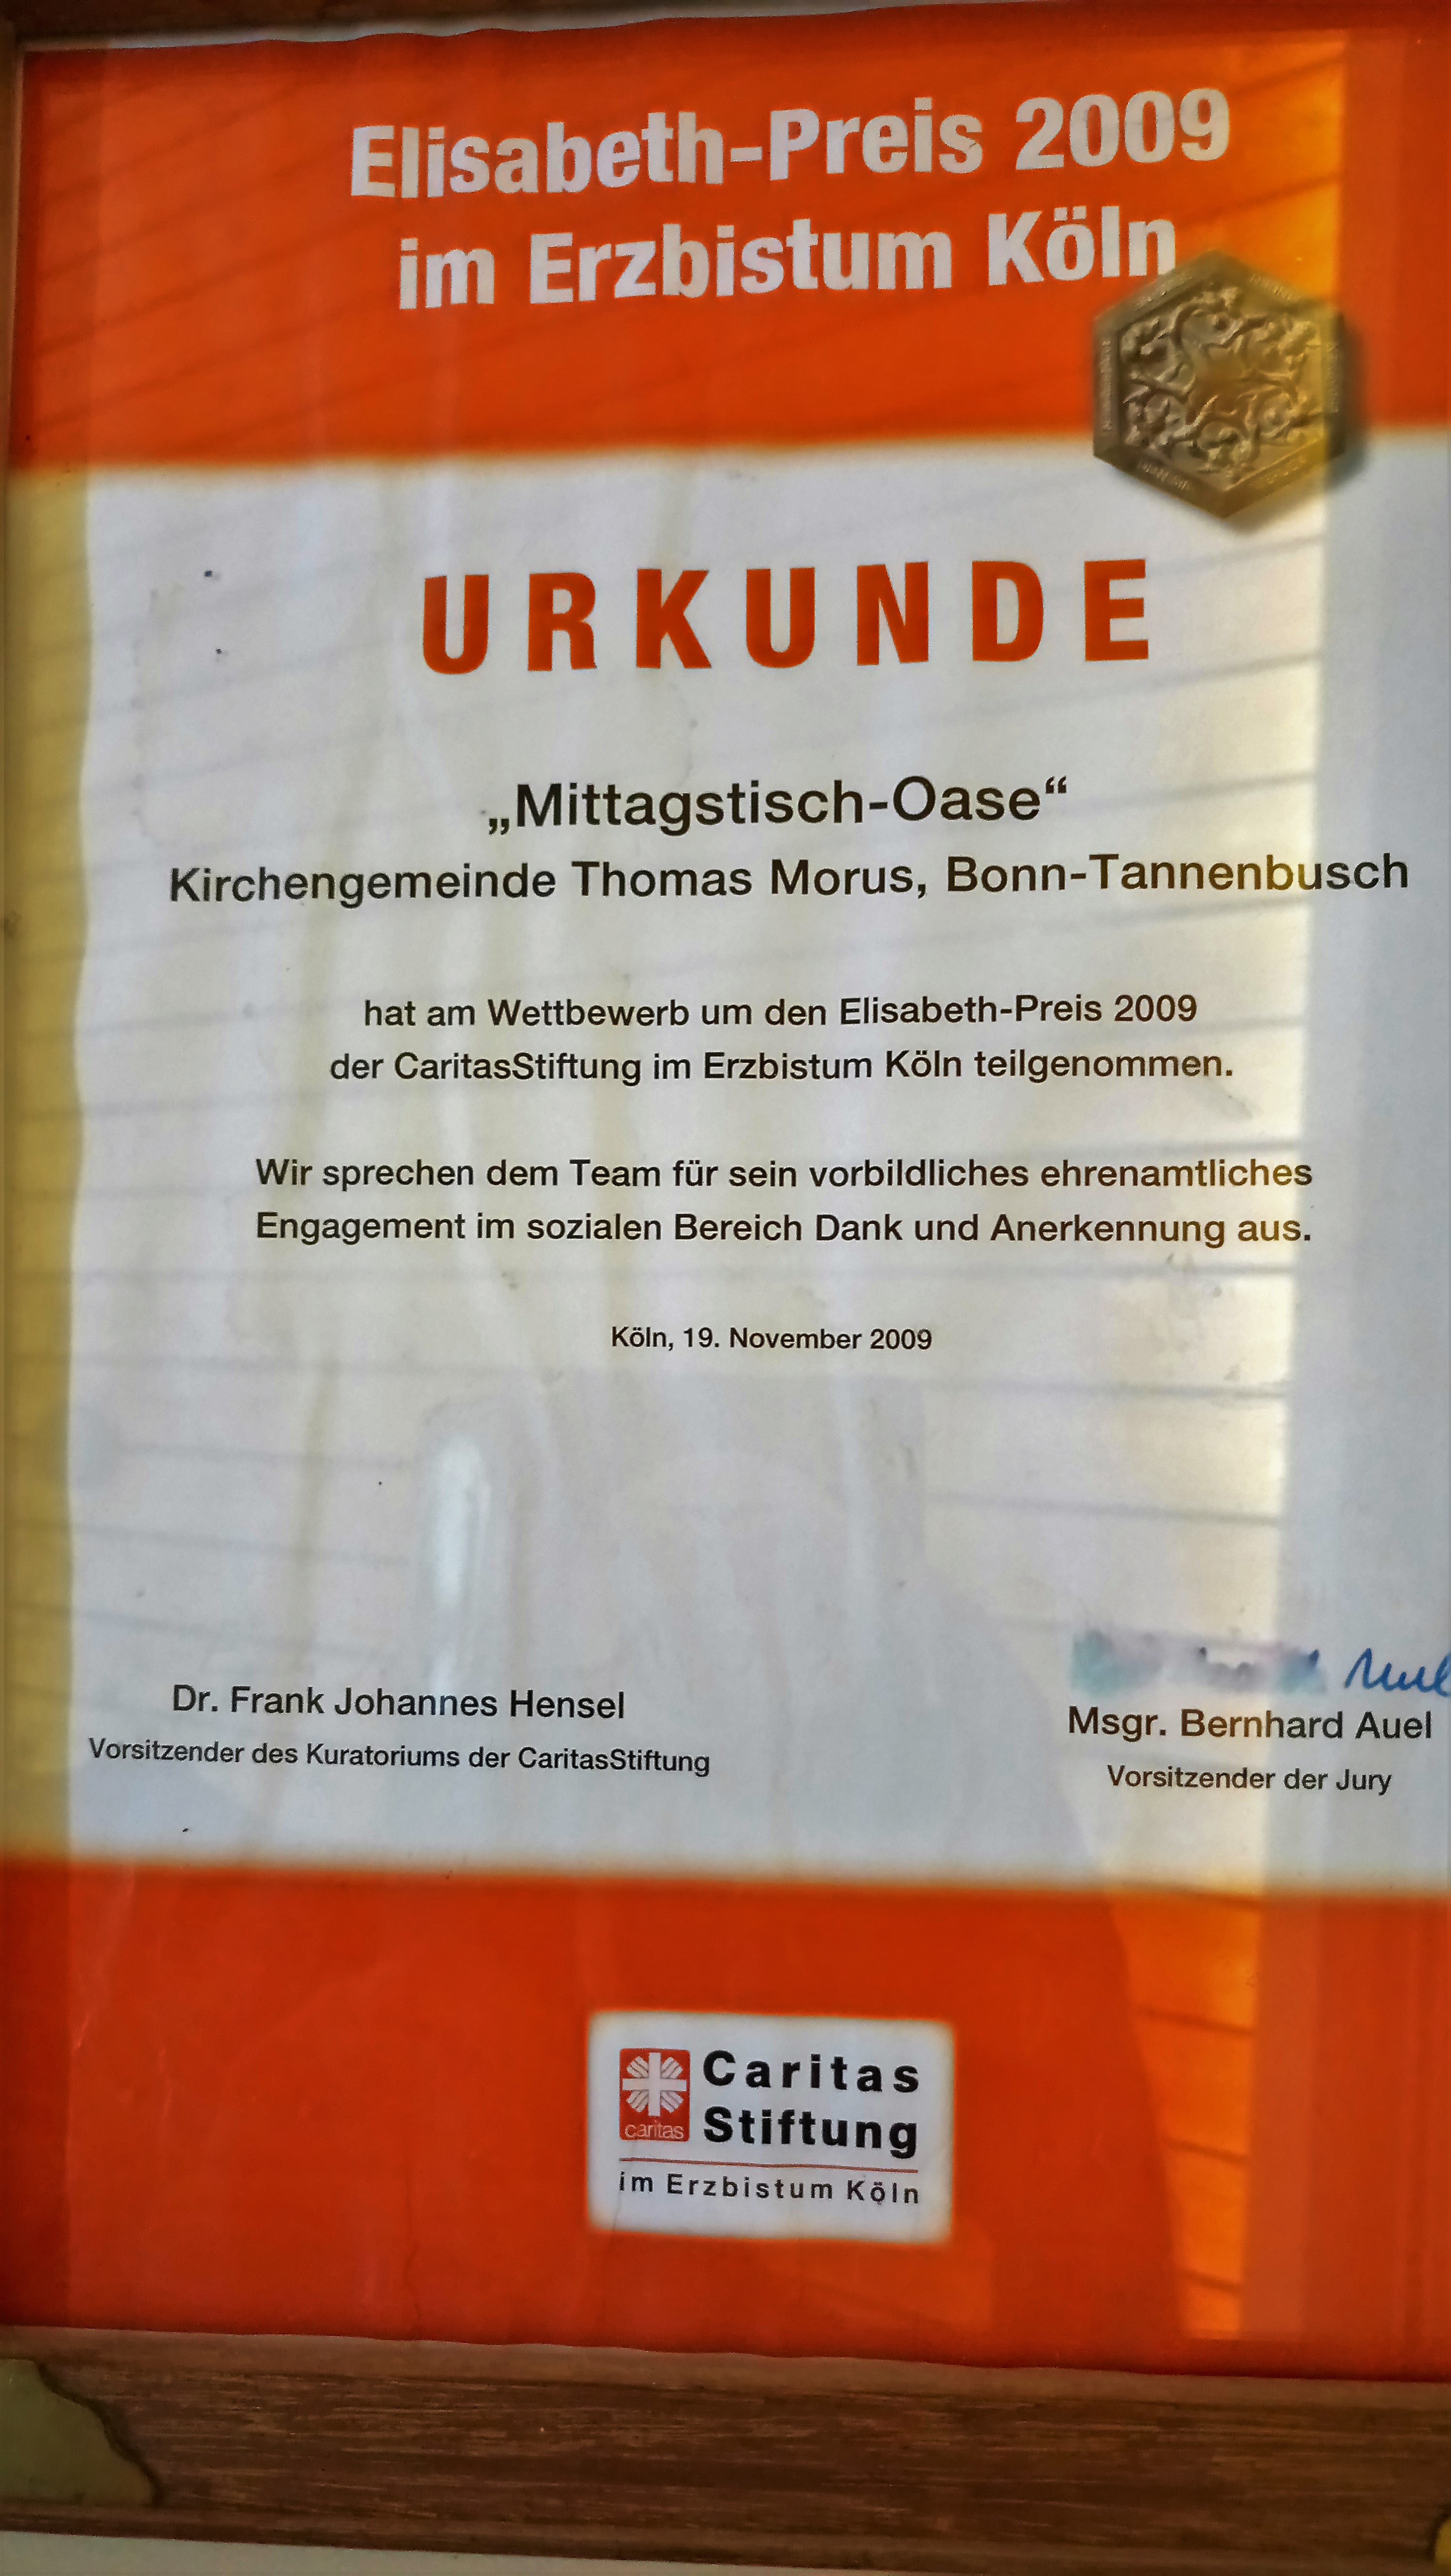 Elisabeth-Preis 2009
im Erzbistum Köln
URKUNDE
„Mittagstisch-Oase“
Kirchengemeinde Thomas Morus, Bonn-Tannenbusch
hat am Wettbewerb um den Elisabeth-Preis 2009
der CaritasStiftung im Erzbistum Köln teilgenommen.
Wir sprechen dem Team für sein vorbildliches ehrenamtliches
Engagement im sozialen Bereich Dank und Anerkennung aus.
Köln, 19. November 2009
Dr. Frank Johannes Hensel
Vorsitzender des Kuratoriums der CaritasStiftung
Msgr. Bernhard Auel
Vorsitzender der Jury
caritas
Caritas
Stiftung
im Erzbistum Köln